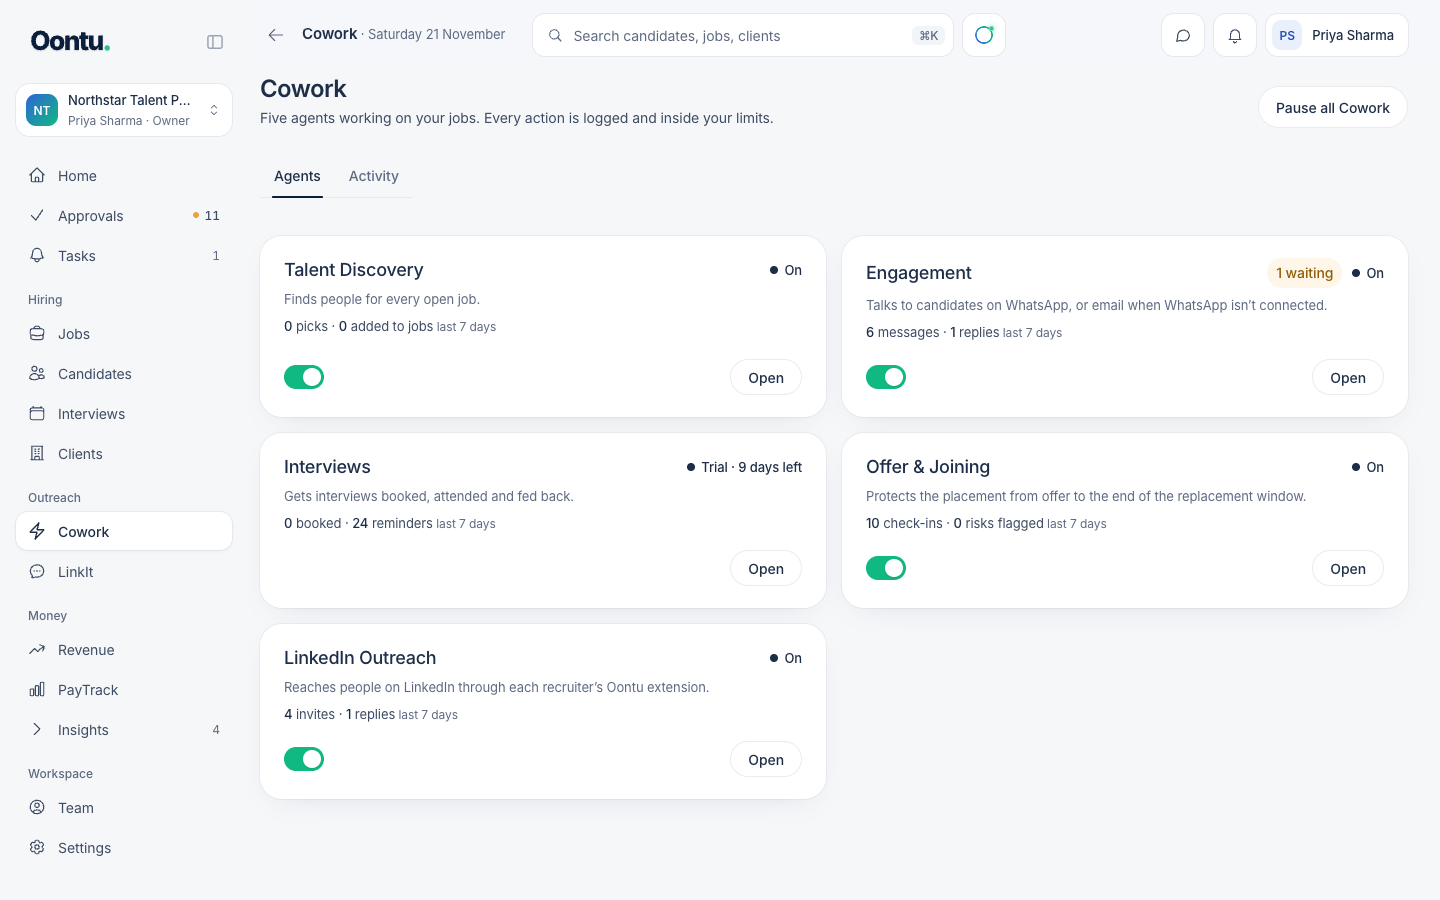 Oontu.
NT
Northstar Talent P...
Priya Sharma · Owner
Home
Approvals 11
Tasks 1
Hiring
Jobs
Candidates
Interviews
Clients
Outreach
Cowork
LinkIt
Money
Revenue
PayTrack
Insights 4
Workspace
Team
Settings
Cowork · Saturday 21 November
Search candidates, jobs, clients ⌘K
PS Priya Sharma
Cowork
Five agents working on your jobs. Every action is logged and inside your limits.
Pause all Cowork
Agents Activity
Talent Discovery On
Finds people for every open job.
0 picks · 0 added to jobs last 7 days
Open
Engagement 1 waiting On
Talks to candidates on WhatsApp, or email when WhatsApp isn’t connected.
6 messages · 1 replies last 7 days
Open
Interviews Trial · 9 days left
Gets interviews booked, attended and fed back.
0 booked · 24 reminders last 7 days
Open
Offer & Joining On
Protects the placement from offer to the end of the replacement window.
10 check-ins · 0 risks flagged last 7 days
Open
LinkedIn Outreach On
Reaches people on LinkedIn through each recruiter’s Oontu extension.
4 invites · 1 replies last 7 days
Open